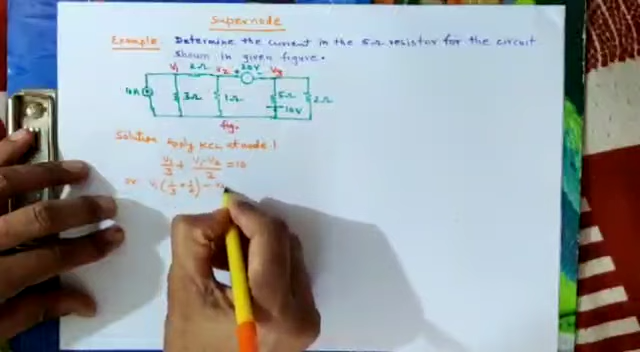 Supernode
Example Determine the current in the 5Ω resistor for the circuit
shown in given figure.
V1 2Ω V2 + 20V - V3
3Ω 1Ω 5Ω 2Ω
10V
fig.
Solution Apply KCL at node 1
V1/3 + V1-V2/2 = 10
or V1(1/3 + 1/2) - V2